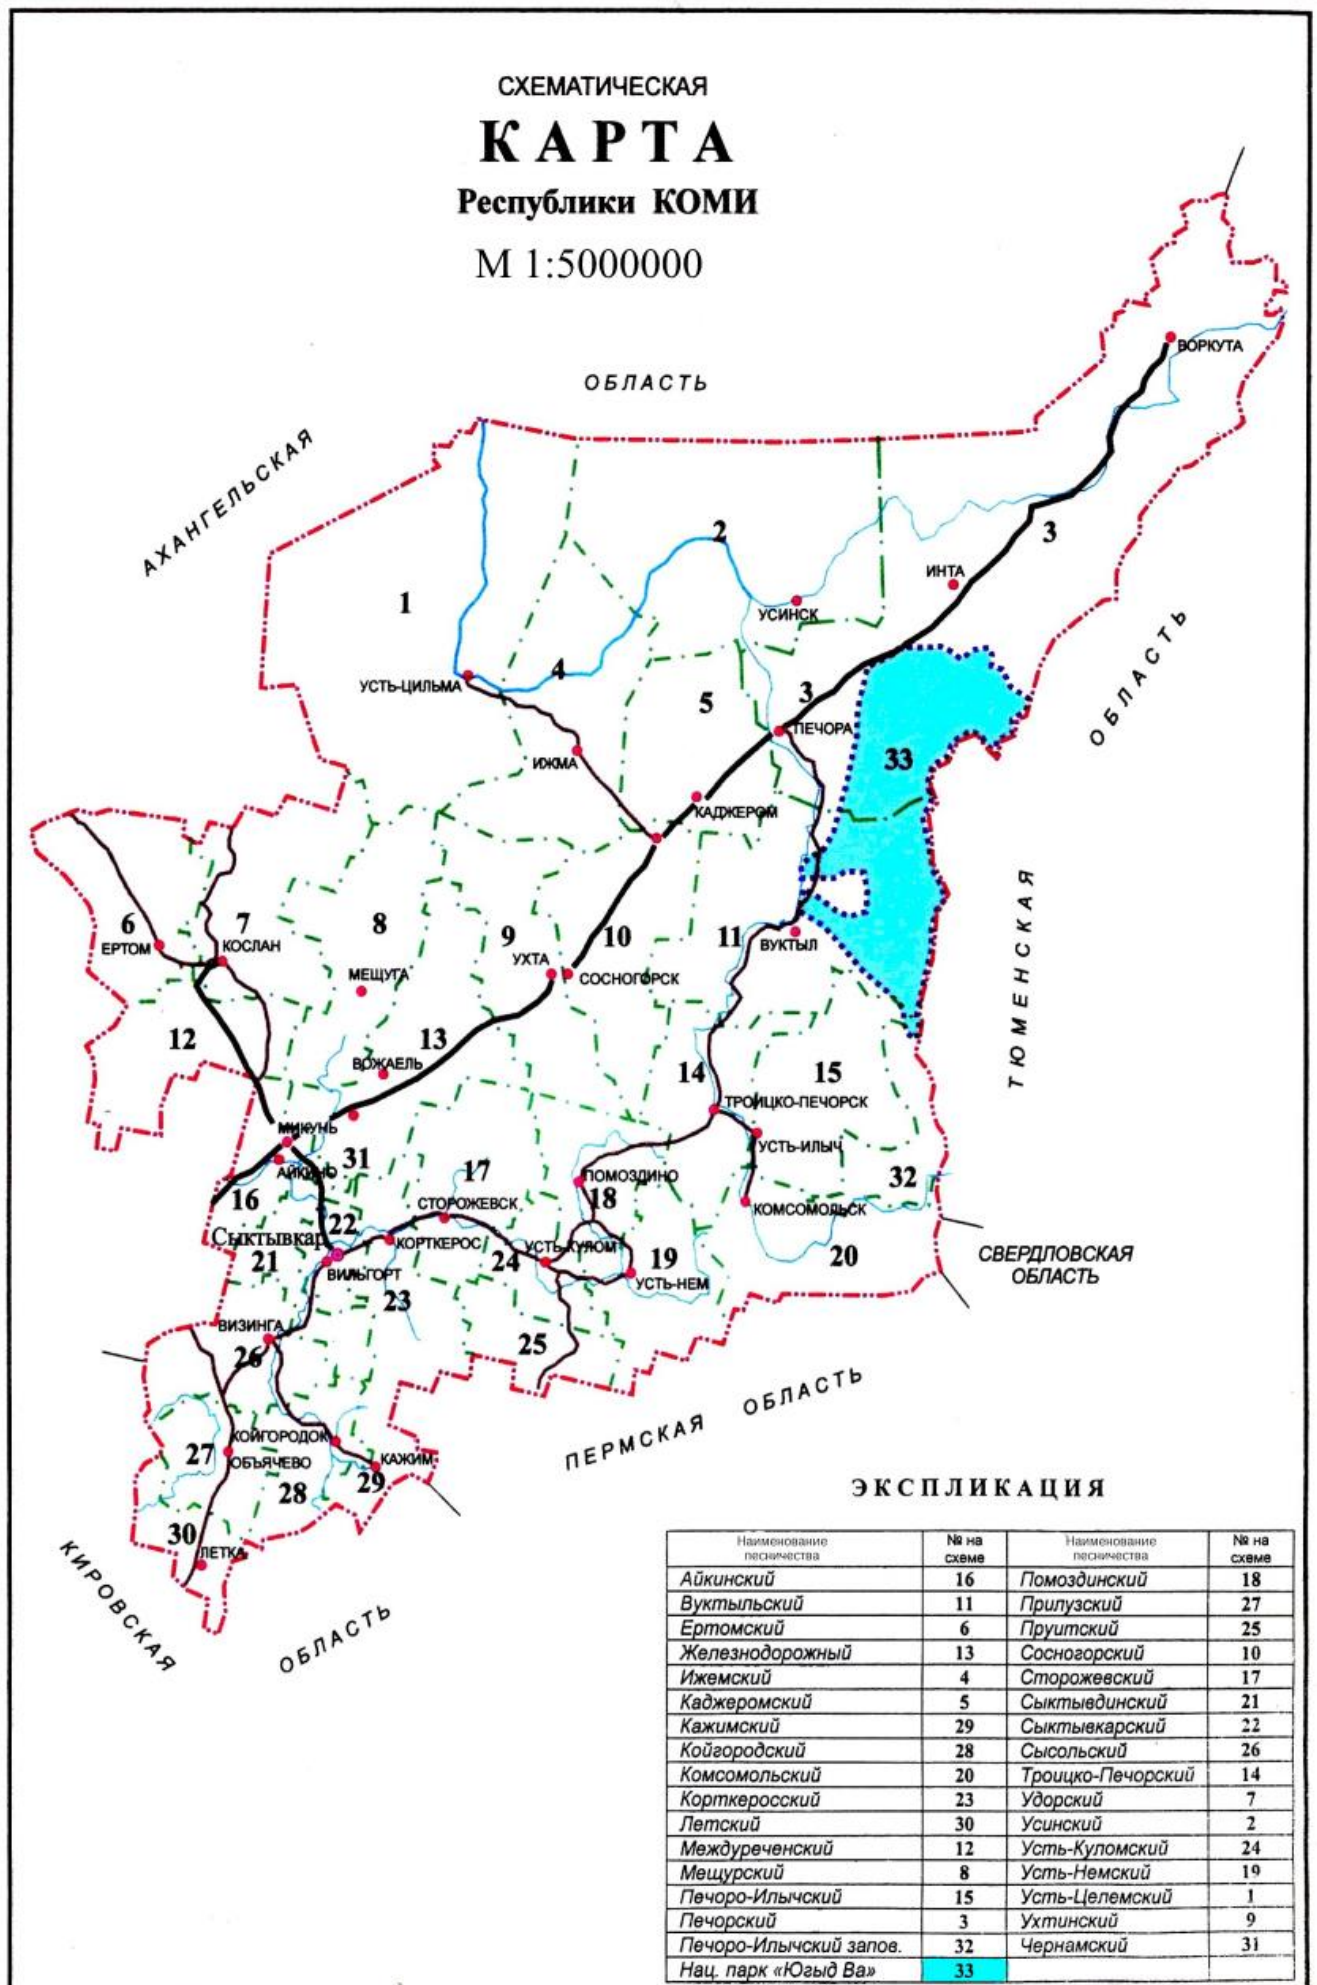 СХЕМАТИЧЕСКАЯ
КАРТА
Республики КОМИ
М 1:5000000
ОБЛАСТЬ
АХАНГЕЛЬСКАЯ
ВОРКУТА
2
3
ИНТА
1
УСИНСК
ОБЛАСТЬ
УСТЬ-ЦИЛЬМА
4
5
3
ПЕЧОРА
ИЖМА
33
КАДЖЕРОМ
ТЮМЕНСКАЯ
6
7
8
9
10
11
ЕРТОМ
КОСЛАН
УХТА
СОСНОГОРСК
ВУКТЫЛ
МЕЩУГА
12
13
ВОЖАЕЛЬ
14
15
ТРОИЦКО-ПЕЧОРСК
МИКУНЬ
УСТЬ-ИЛЫЧ
АЙКИНО
31
17
ПОМОЗДИНО
32
16
18
СТОРОЖЕВСК
КОМСОМОЛЬСК
22
Сыктывкар
КОРТКЕРОС
УСТЬ-КУЛОМ
20
21
ВИЛЬГОРТ
24
19
УСТЬ-НЕМ
СВЕРДЛОВСКАЯ
ОБЛАСТЬ
23
ВИЗИНГА
26
25
ПЕРМСКАЯ ОБЛАСТЬ
КОЙГОРОДОК
27
ОБЪЯЧЕВО
КАЖИМ
29
28
30
ЛЕТКА
КИРОВСКАЯ
ОБЛАСТЬ
ЭКСПЛИКАЦИЯ
Наименование лесничества № на схеме Наименование лесничества № на схеме
Айкинский 16 Помоздинский 18
Вуктыльский 11 Прилузский 27
Ертомский 6 Пруптский 25
Железнодорожный 13 Сосногорский 10
Ижемский 4 Сторожевский 17
Каджеромский 5 Сыктывдинский 21
Кажимский 29 Сыктывкарский 22
Койгородский 28 Сысольский 26
Комсомольский 20 Троицко-Печорский 14
Корткеросский 23 Удорский 7
Летский 30 Усинский 2
Междуреченский 12 Усть-Куломский 24
Мещурский 8 Усть-Немский 19
Печоро-Илычский 15 Усть-Целемский 1
Печорский 3 Ухтинский 9
Печоро-Илычский запов. 32 Чернамский 31
Нац. парк «Югыд Ва» 33